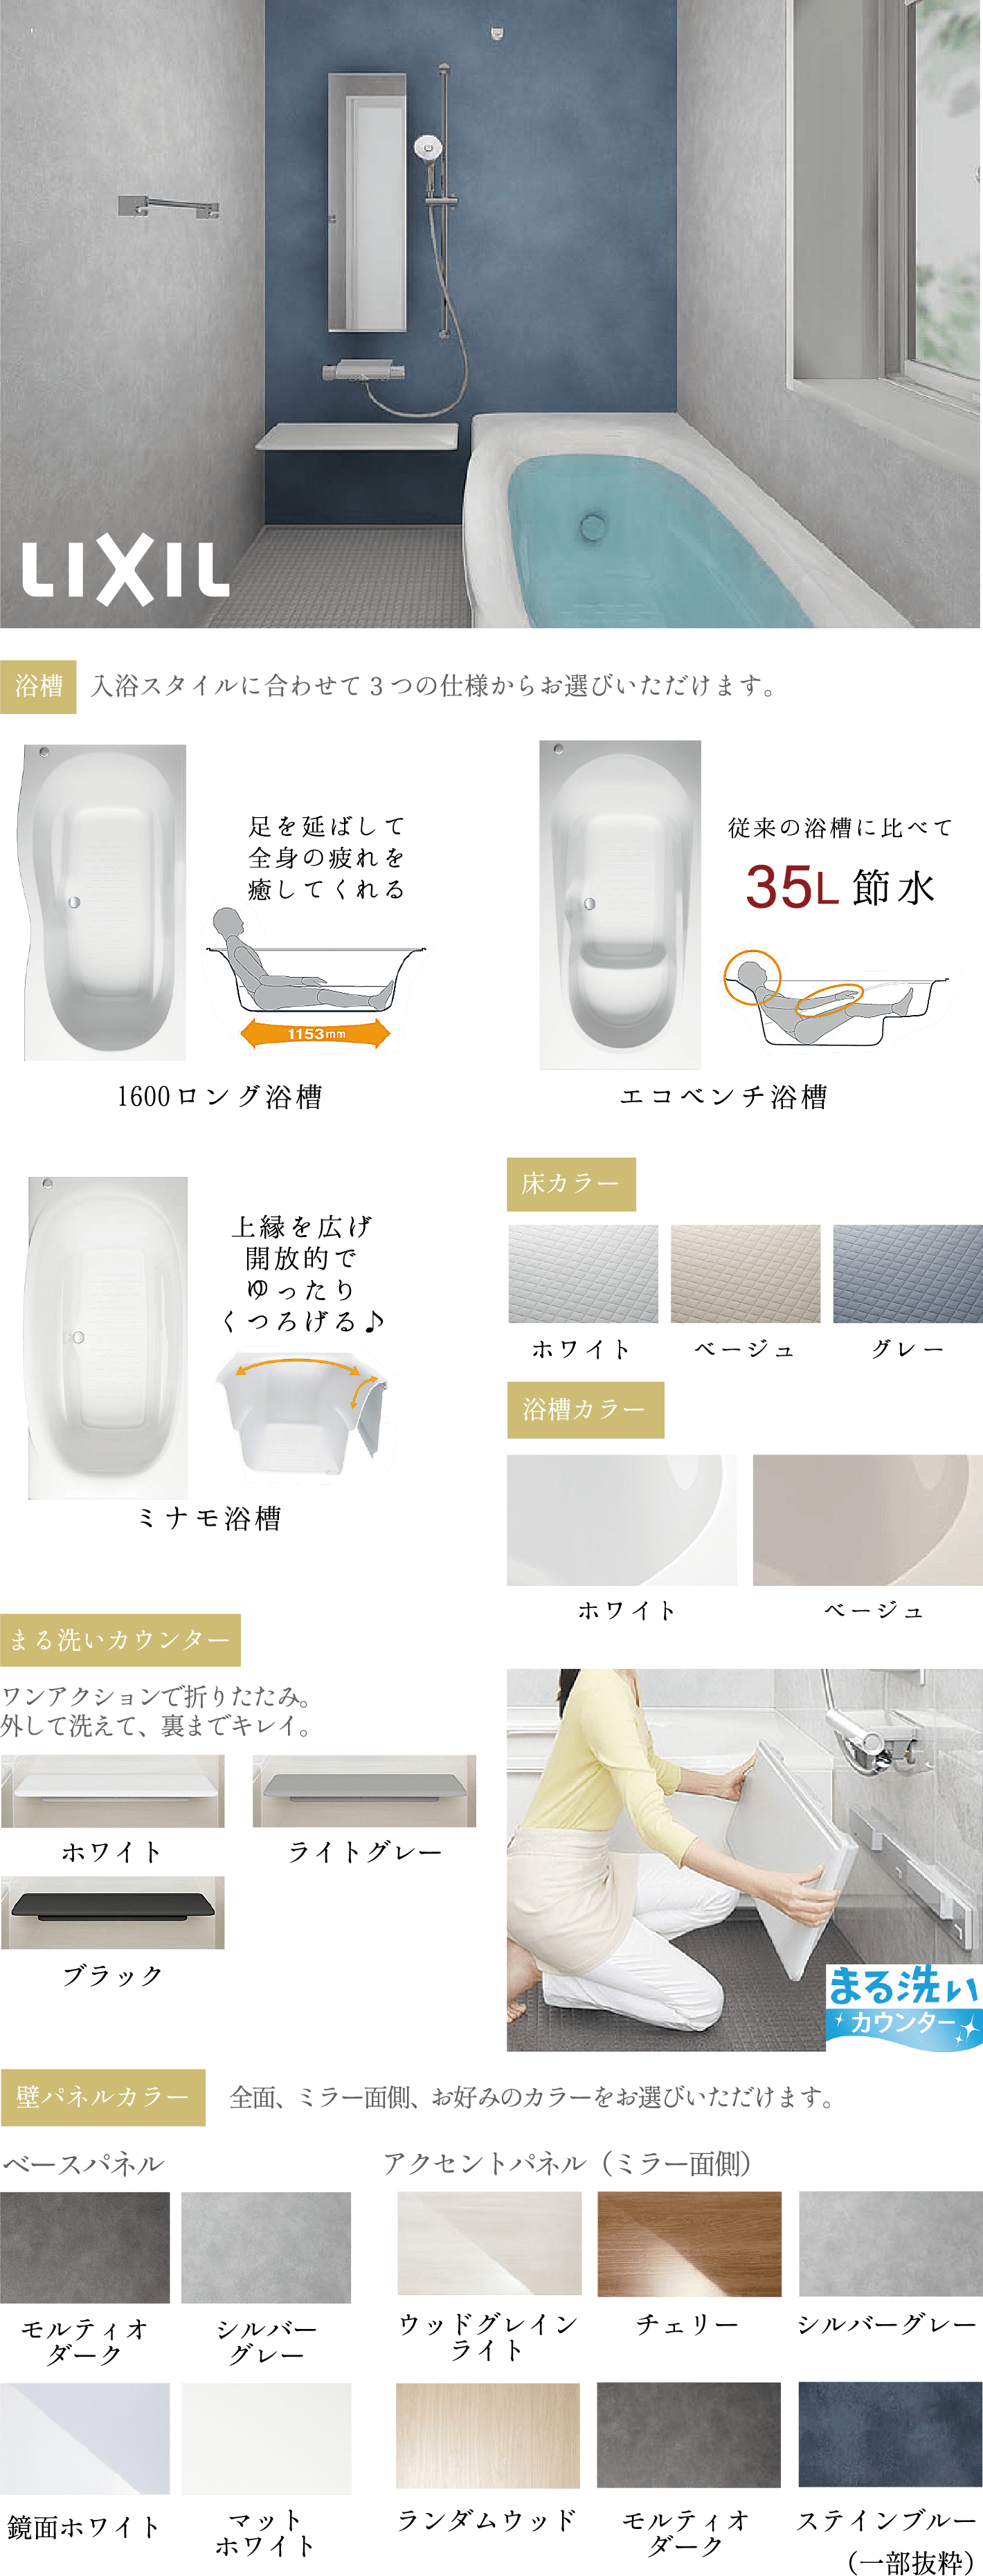 LIXIL
浴槽
入浴スタイルに合わせて３つの仕様からお選びいただけます。
足を延ばして
全身の疲れを
癒してくれる
1153mm
1600ロング浴槽
従来の浴槽に比べて
35L 節水
エコベンチ浴槽
上縁を広げ
開放的で
ゆったり
くつろげる♪
ミナモ浴槽
床カラー
ホワイト
ベージュ
グレー
浴槽カラー
ホワイト
ベージュ
まる洗いカウンター
ワンアクションで折りたたみ。
外して洗えて、裏までキレイ。
ホワイト
ライトグレー
ブラック
まる洗い
カウンター
壁パネルカラー
全面、ミラー面側、お好みのカラーをお選びいただけます。
ベースパネル
モルティオ
ダーク
シルバー
グレー
鏡面ホワイト
マット
ホワイト
アクセントパネル（ミラー面側）
ウッドグレイン
ライト
チェリー
シルバーグレー
ランダムウッド
モルティオ
ダーク
ステインブルー
（一部抜粋）